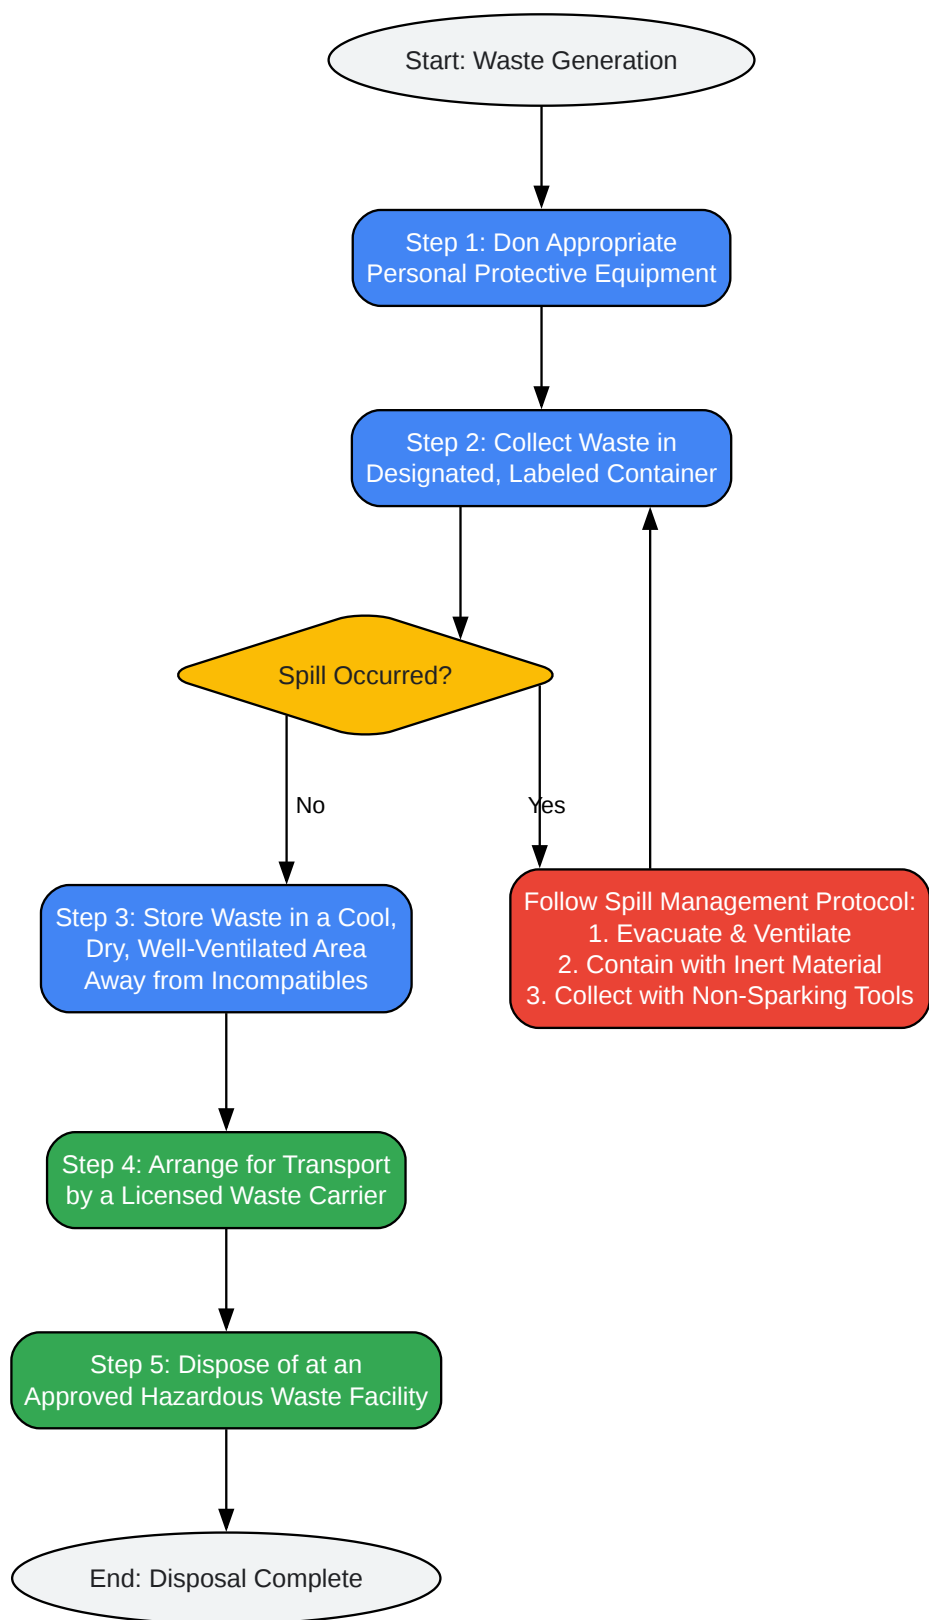 Start: Waste Generation
Step 1: Don Appropriate
Personal Protective Equipment
Step 2: Collect Waste in
Designated, Labeled Container
Spill Occurred?
No
Yes
Step 3: Store Waste in a Cool,
Dry, Well-Ventilated Area
Away from Incompatibles
Follow Spill Management Protocol:
1. Evacuate & Ventilate
2. Contain with Inert Material
3. Collect with Non-Sparking Tools
Step 4: Arrange for Transport
by a Licensed Waste Carrier
Step 5: Dispose of at an
Approved Hazardous Waste Facility
End: Disposal Complete